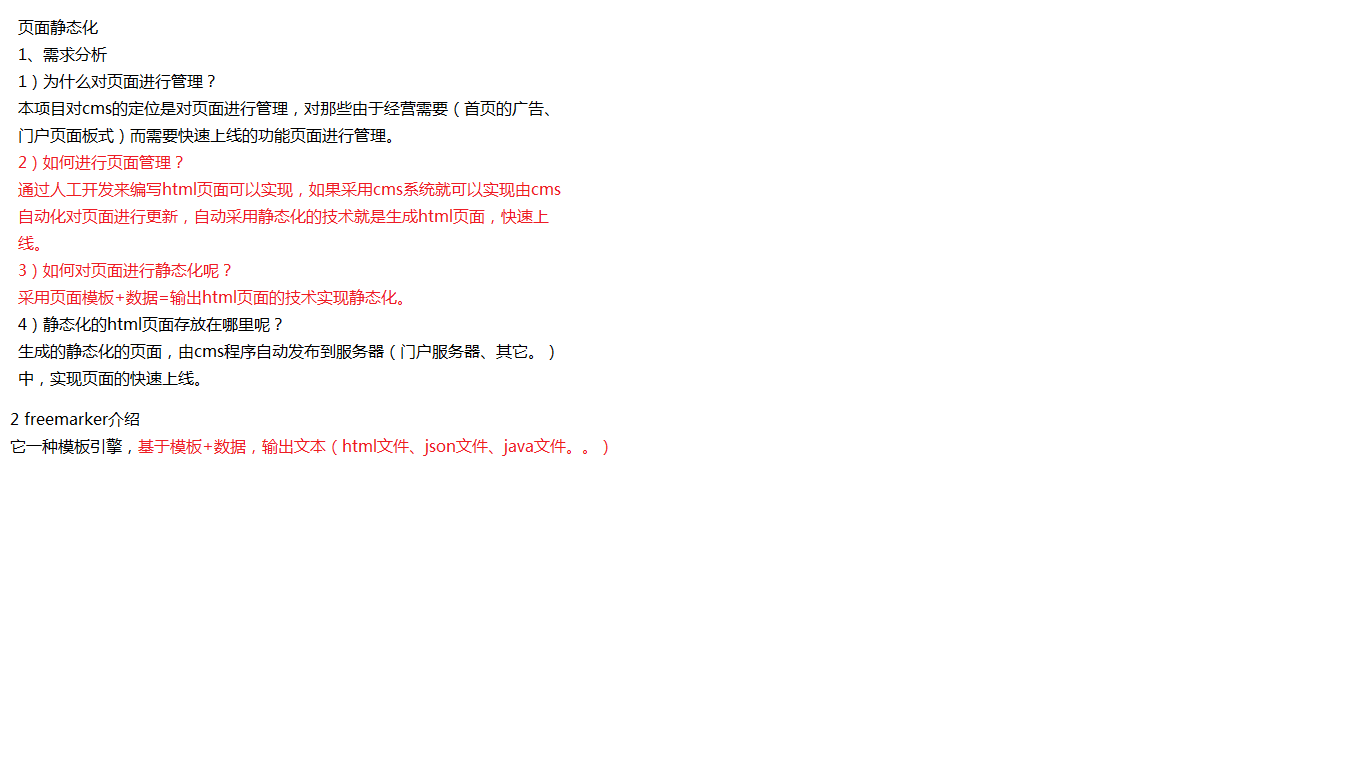 页面静态化
1、需求分析
1）为什么对页面进行管理？
本项目对cms的定位是对页面进行管理，对那些由于经营需要（首页的广告、
门户页面板式）而需要快速上线的功能页面进行管理。
2）如何进行页面管理？
通过人工开发来编写html页面可以实现，如果采用cms系统就可以实现由cms
自动化对页面进行更新，自动采用静态化的技术就是生成html页面，快速上
线。
3）如何对页面进行静态化呢？
采用页面模板+数据=输出html页面的技术实现静态化。
4）静态化的html页面存放在哪里呢？
生成的静态化的页面，由cms程序自动发布到服务器（门户服务器、其它。）
中，实现页面的快速上线。
2 freemarker介绍
它一种模板引擎，基于模板+数据，输出文本（html文件、json文件、java文件。。）